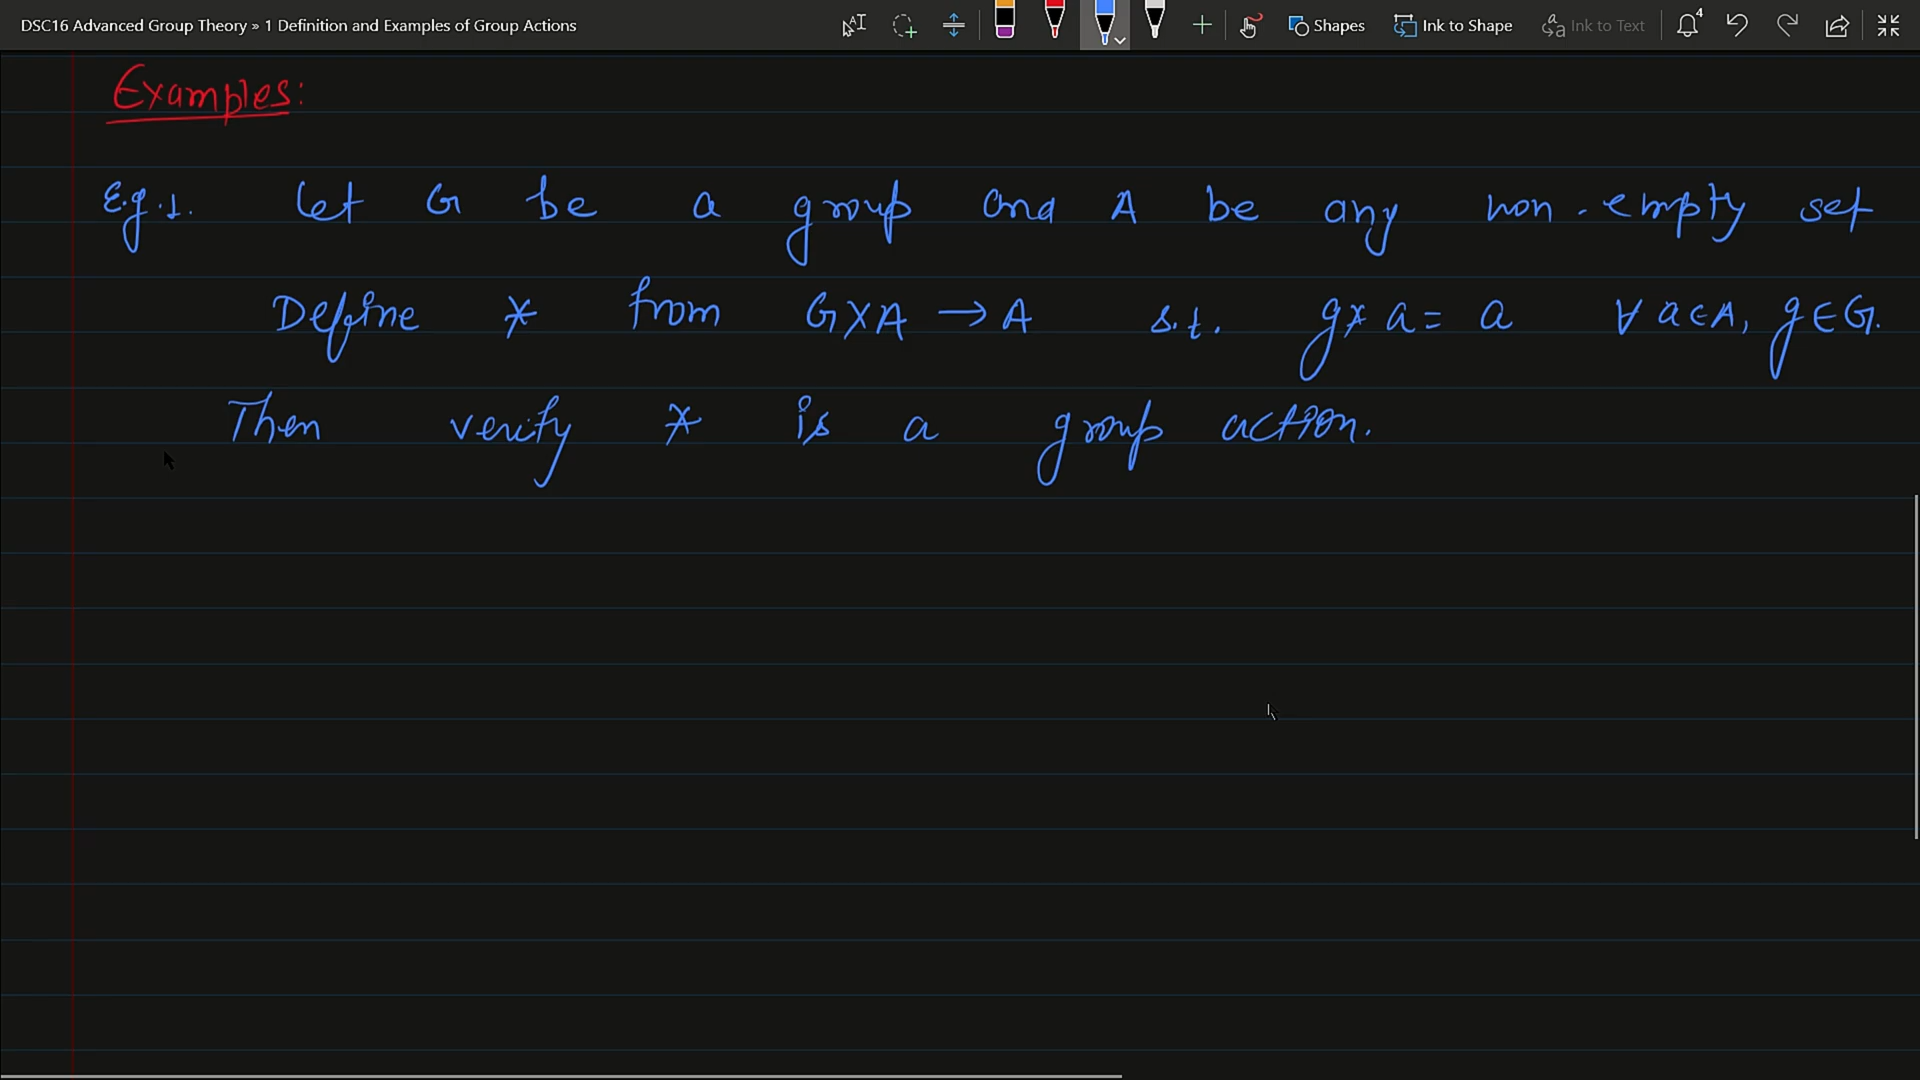 DSC16 Advanced Group Theory » 1 Definition and Examples of Group Actions
Shapes Ink to Shape Ink to Text 4
Examples:
E.g.1. let G be a group and A be any non-empty set
Define * from G×A → A s.t. g*a = a ∀ a∈A, g∈G.
Then verify * is a group action.